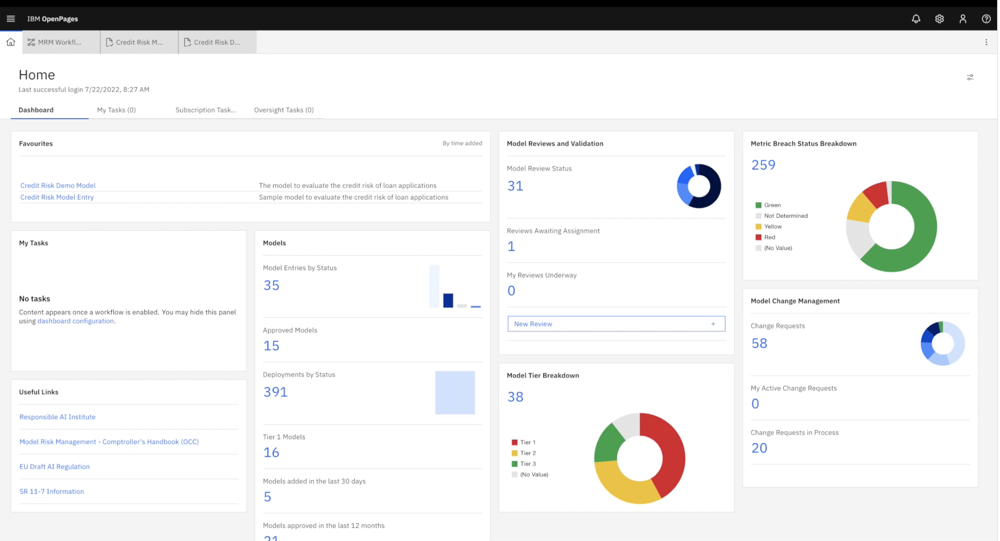 IBM OpenPages
MRM Workfl...
Credit Risk M...
Credit Risk D...
Home
Last successful login 7/22/2022, 8:27 AM
Dashboard
My Tasks (0)
Subscription Task...
Oversight Tasks (0)
Favourites
By time added
Credit Risk Demo Model
The model to evaluate the credit risk of loan applications
Credit Risk Model Entry
Sample model to evaluate the credit risk of loan applications
My Tasks
No tasks
Content appears once a workflow is enabled. You may hide this panel
using dashboard configuration.
Useful Links
Responsible AI Institute
Model Risk Management - Comptroller's Handbook (OCC)
EU Draft AI Regulation
SR 11-7 Information
Models
Model Entries by Status
35
Approved Models
15
Deployments by Status
391
Tier 1 Models
16
Models added in the last 30 days
5
Models approved in the last 12 months
21
Model Reviews and Validation
Model Review Status
31
Reviews Awaiting Assignment
1
My Reviews Underway
0
New Review +
Model Tier Breakdown
38
Tier 1
Tier 2
Tier 3
(No Value)
Metric Breach Status Breakdown
259
Green
Not Determined
Yellow
Red
(No Value)
Model Change Management
Change Requests
58
My Active Change Requests
0
Change Requests in Process
20